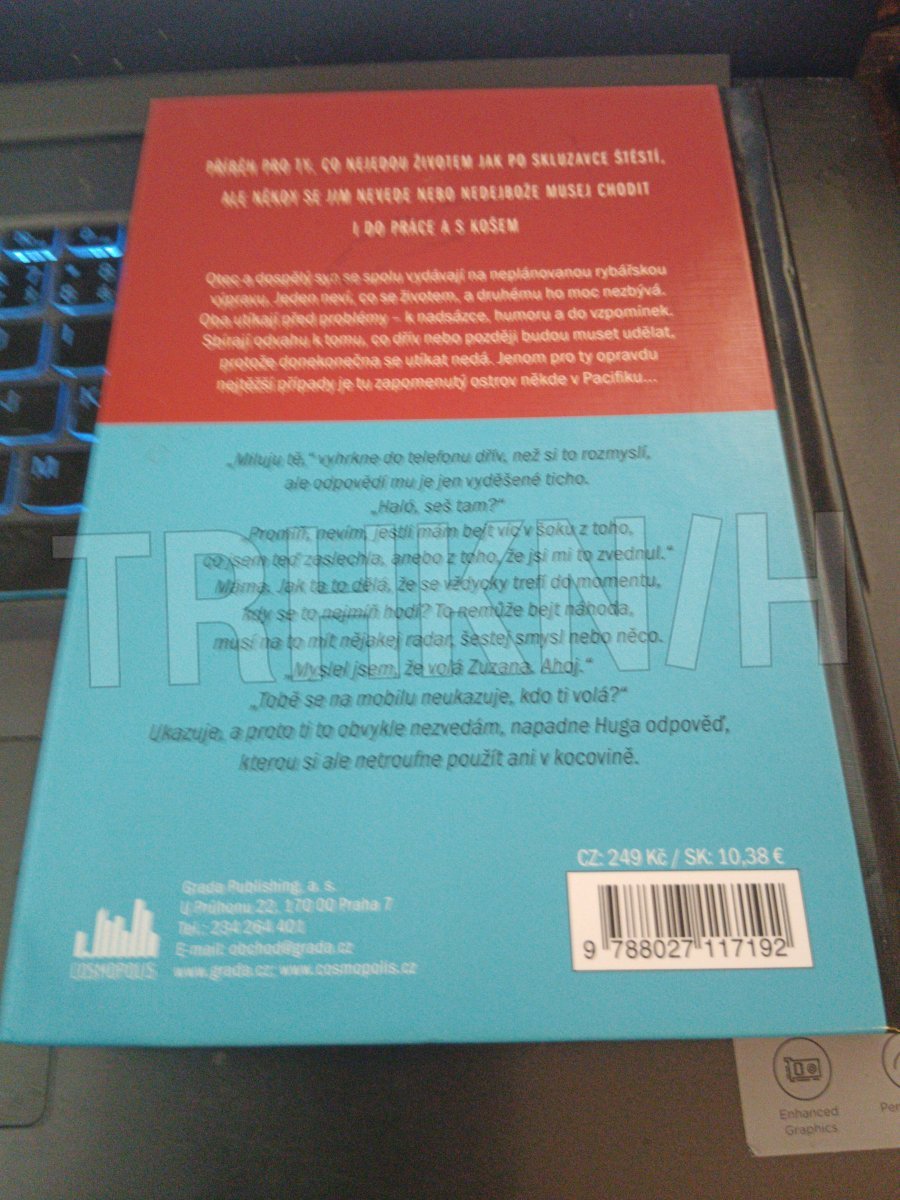 PŘÍBĚH PRO TY, CO NEJEDOU ŽIVOTEM JAK PO SKLUZAVCE ŠTĚSTÍ,
ALE NĚKDY SE JIM NEVEDE NEBO NEDEJBOŽE MUSEJ CHODIT
I DO PRÁCE A S KOŠEM
Otec a dospělý syn se spolu vydávají na neplánovanou rybářskou
výpravu. Jeden neví, co se životem, a druhému ho moc nezbývá.
Oba utíkají před problémy – k nadsázce, humoru a do vzpomínek.
Sbírají odvahu k tomu, co dřív nebo později budou muset udělat,
protože donekonečna se utíkat nedá. Jenom pro ty opravdu
nejtěžší případy je tu zapomenutý ostrov někde v Pacifiku...
„Miluju tě,“ vyhrkne do telefonu dřív, než si to rozmyslí,
ale odpovědí mu je jen vyděšené ticho.
„Haló, seš tam?“
„Promiň, nevím, jestli mám bejt víc v šoku z toho,
co jsem teď zaslechla, anebo z toho, že jsi mi to zvednul.“
Máma. Jak ta to dělá, že se vždycky trefí do momentu,
kdy se to nejmíň hodí? To nemůže bejt náhoda,
musí na to mít nějakej radar, šestej smysl nebo něco.
„Myslel jsem, že volá Zuzana. Ahoj.“
„Tobě se na mobilu neukazuje, kdo ti volá?“
Ukazuje, a proto ti to obvykle nezvedám, napadne Huga odpověď,
kterou si ale netroufne použít ani v kocovině.
CZ: 249 Kč / SK: 10,38 €
Grada Publishing, a. s.
U Průhonu 22, 170 00 Praha 7
Tel.: 234 264 401
E-mail: obchod@grada.cz
www.grada.cz; www.cosmopolis.cz
COSMOPOLIS
9 788027 117192
Enhanced
Graphics